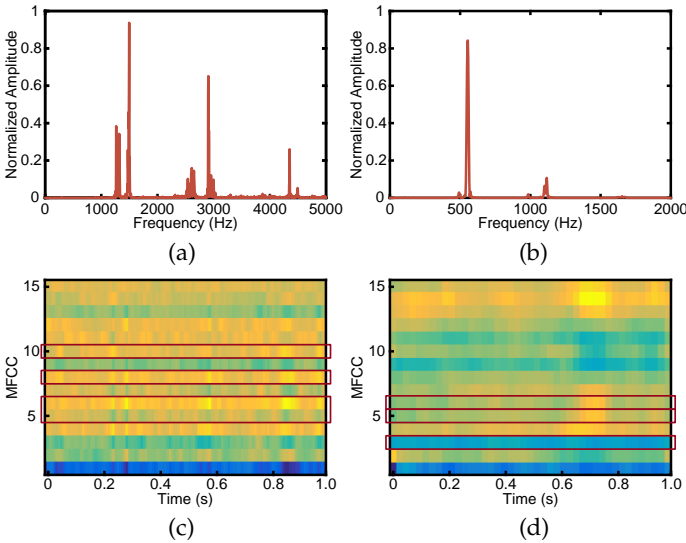 Normalized Amplitude
1
0.8
0.6
0.4
0.2
0
0 1000 2000 3000 4000 5000
Frequency (Hz)
(a)
Normalized Amplitude
1
0.8
0.6
0.4
0.2
0
0 500 1000 1500 2000
Frequency (Hz)
(b)
MFCC
15
10
5
0 0.2 0.4 0.6 0.8 1.0
Time (s)
(c)
MFCC
15
10
5
0 0.2 0.4 0.6 0.8 1.0
Time (s)
(d)